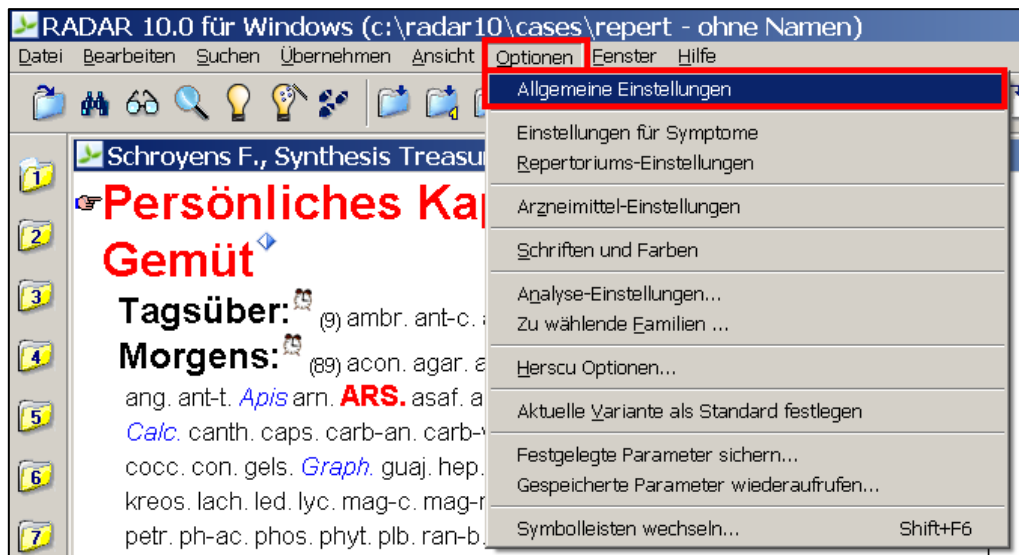 RADAR 10.0 für Windows (c:\radar10\cases\repert - ohne Namen)
Datei Bearbeiten Suchen Übernehmen Ansicht Optionen Fenster Hilfe
Allgemeine Einstellungen
Einstellungen für Symptome
Repertoriums-Einstellungen
Arzneimittel-Einstellungen
Schriften und Farben
Analyse-Einstellungen...
Zu wählende Familien ...
Herscu Optionen...
Aktuelle Variante als Standard festlegen
Festgelegte Parameter sichern...
Gespeicherte Parameter wiederaufrufen...
Symbolleisten wechseln... Shift+F6
1
2
3
4
5
6
7
Schroyens F., Synthesis Treasu
Persönliches Kap
Gemüt
Tagsüber: (9) ambr. ant-c.
Morgens: (89) acon. agar. a
ang. ant-t. Apis arn. ARS. asaf. a
Calc. canth. caps. carb-an. carb-v
cocc. con. gels. Graph. guaj. hep.
kreos. lach. led. lyc. mag-c. mag-m
petr. ph-ac. phos. phyt. plb. ran-b.